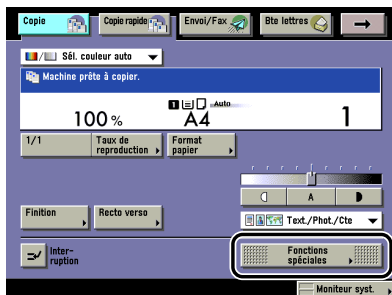 Copie
Copie rapide
Envoi/Fax
Bte lettres
Sél. couleur auto
Machine prête à copier.
100 %
1
Auto
A4
1
1/1
Taux de
reproduction
Format
papier
A
Finition
Recto verso
Text./Phot./Cte
Inter-
ruption
Fonctions
spéciales
Moniteur syst.